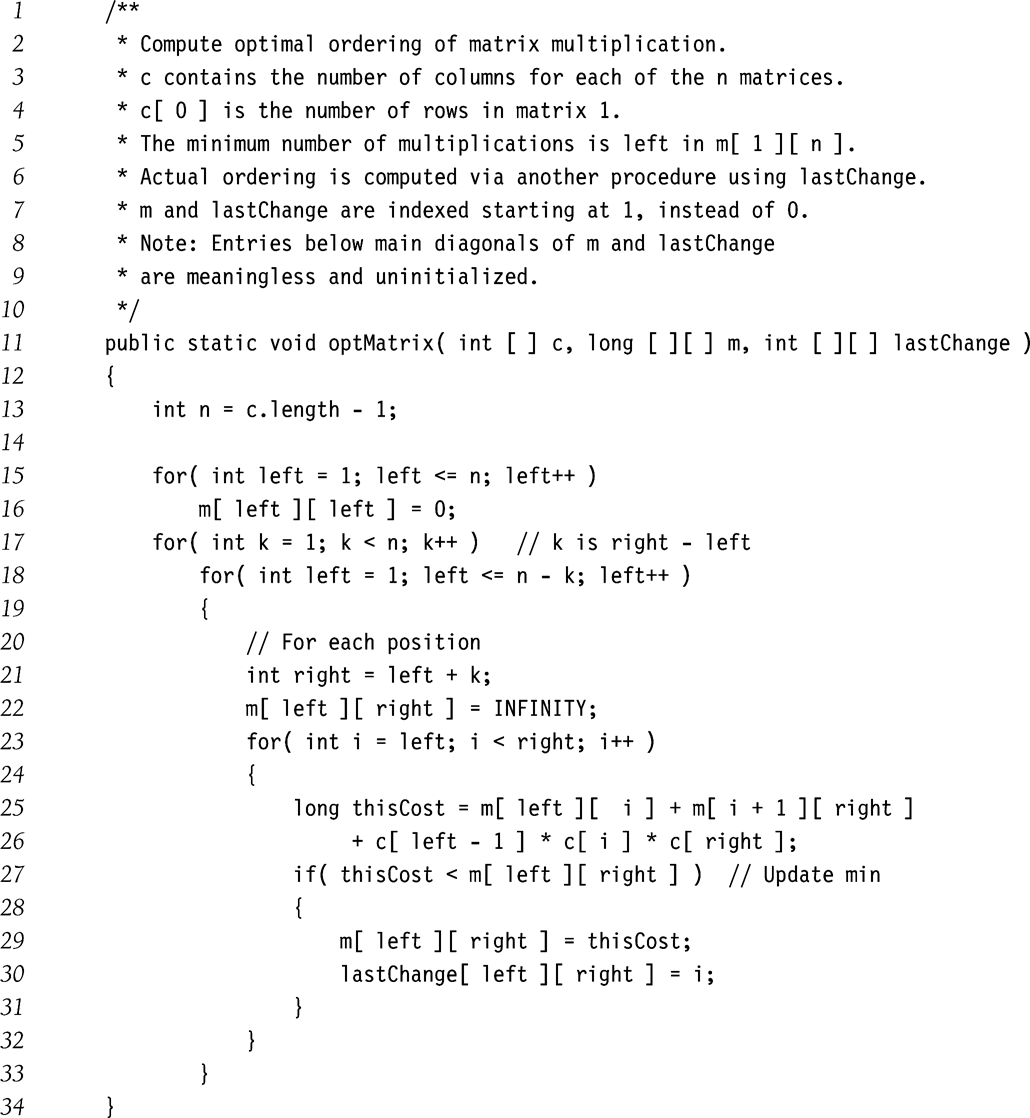 1 /**
2  * Compute optimal ordering of matrix multiplication.
3  * c contains the number of columns for each of the n matrices.
4  * c[ 0 ] is the number of rows in matrix 1.
5  * The minimum number of multiplications is left in m[ 1 ][ n ].
6  * Actual ordering is computed via another procedure using lastChange.
7  * m and lastChange are indexed starting at 1, instead of 0.
8  * Note: Entries below main diagonals of m and lastChange
9  * are meaningless and uninitialized.
10  */
11 public static void optMatrix( int [ ] c, long [ ][ ] m, int [ ][ ] lastChange )
12 {
13     int n = c.length - 1;
14
15     for( int left = 1; left <= n; left++ )
16         m[ left ][ left ] = 0;
17     for( int k = 1; k < n; k++ )   // k is right - left
18         for( int left = 1; left <= n - k; left++ )
19         {
20             // For each position
21             int right = left + k;
22             m[ left ][ right ] = INFINITY;
23             for( int i = left; i < right; i++ )
24             {
25                 long thisCost = m[ left ][  i ] + m[ i + 1 ][ right ]
26                      + c[ left - 1 ] * c[ i ] * c[ right ];
27                 if( thisCost < m[ left ][ right ] )  // Update min
28                 {
29                     m[ left ][ right ] = thisCost;
30                     lastChange[ left ][ right ] = i;
31                 }
32             }
33         }
34 }